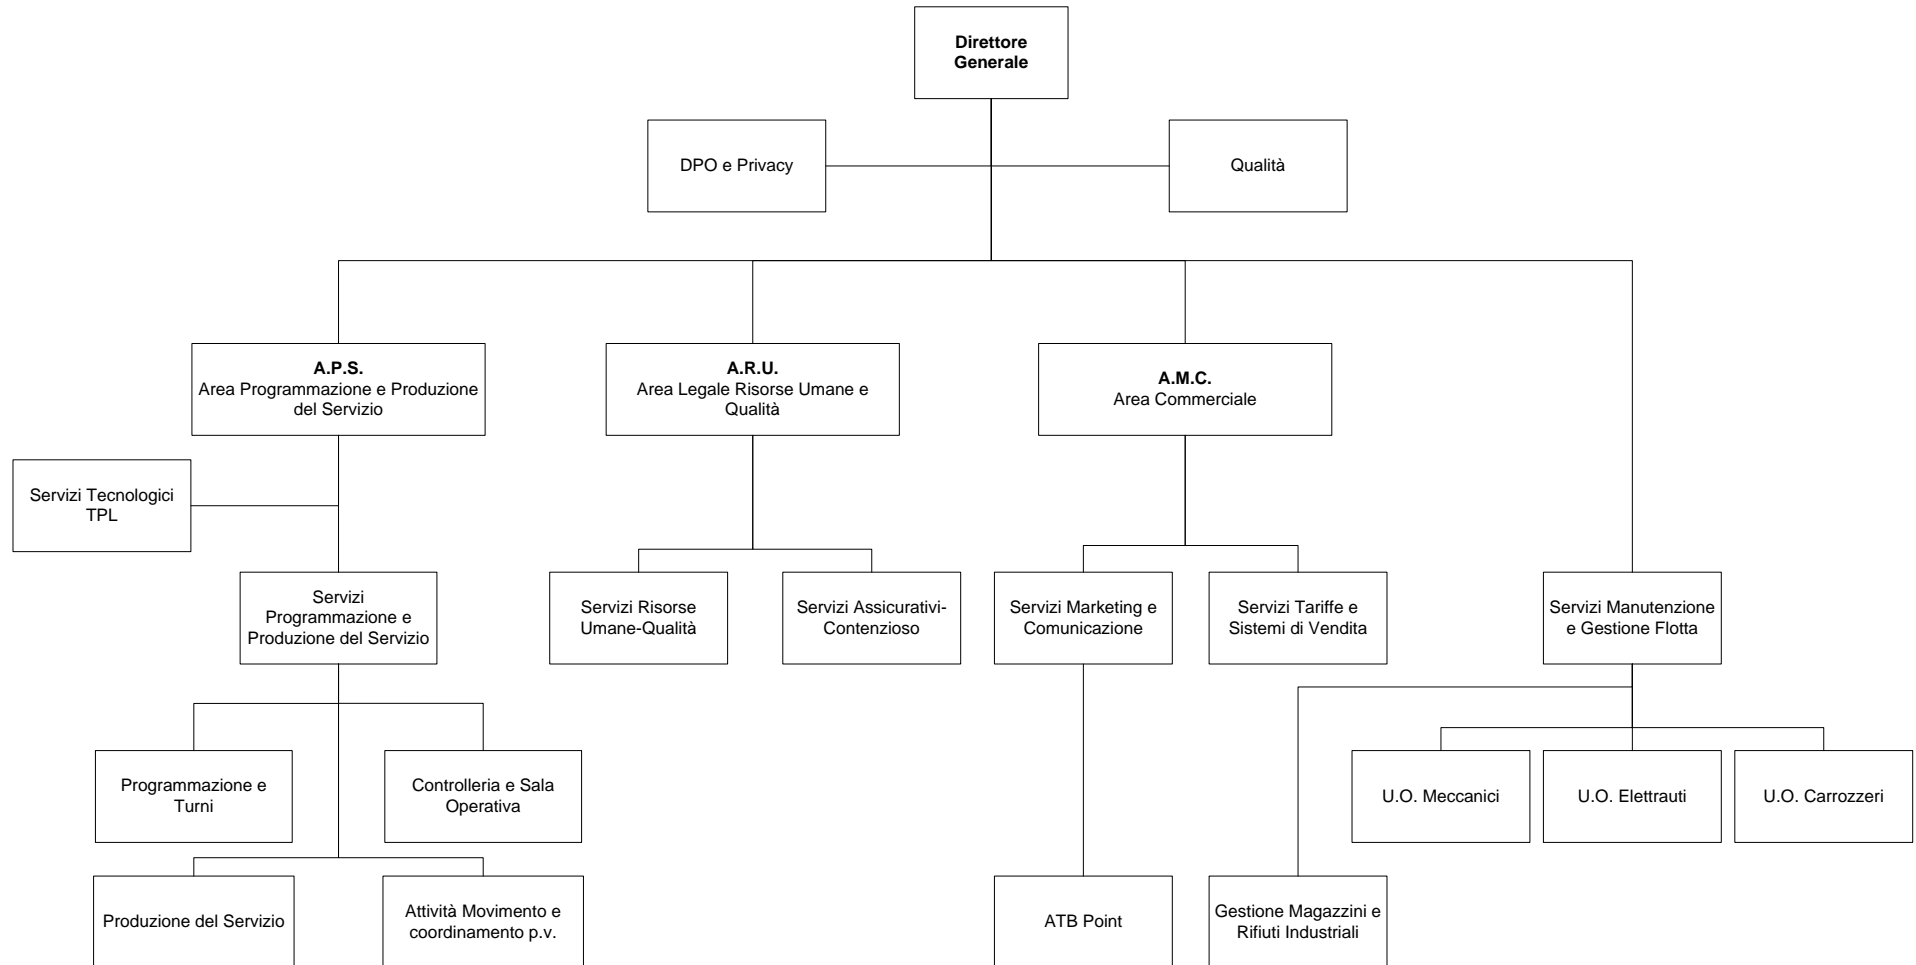 Direttore
Generale
DPO e Privacy
Qualità
A.P.S.
Area Programmazione e Produzione
del Servizio
A.R.U.
Area Legale Risorse Umane e
Qualità
A.M.C.
Area Commerciale
Servizi Tecnologici
TPL
Servizi
Programmazione e
Produzione del Servizio
Servizi Risorse
Umane-Qualità
Servizi Assicurativi-
Contenzioso
Servizi Marketing e
Comunicazione
Servizi Tariffe e
Sistemi di Vendita
Servizi Manutenzione
e Gestione Flotta
Programmazione e
Turni
Controlleria e Sala
Operativa
U.O. Meccanici
U.O. Elettrauti
U.O. Carrozzeri
Produzione del Servizio
Attività Movimento e
coordinamento p.v.
ATB Point
Gestione Magazzini e
Rifiuti Industriali